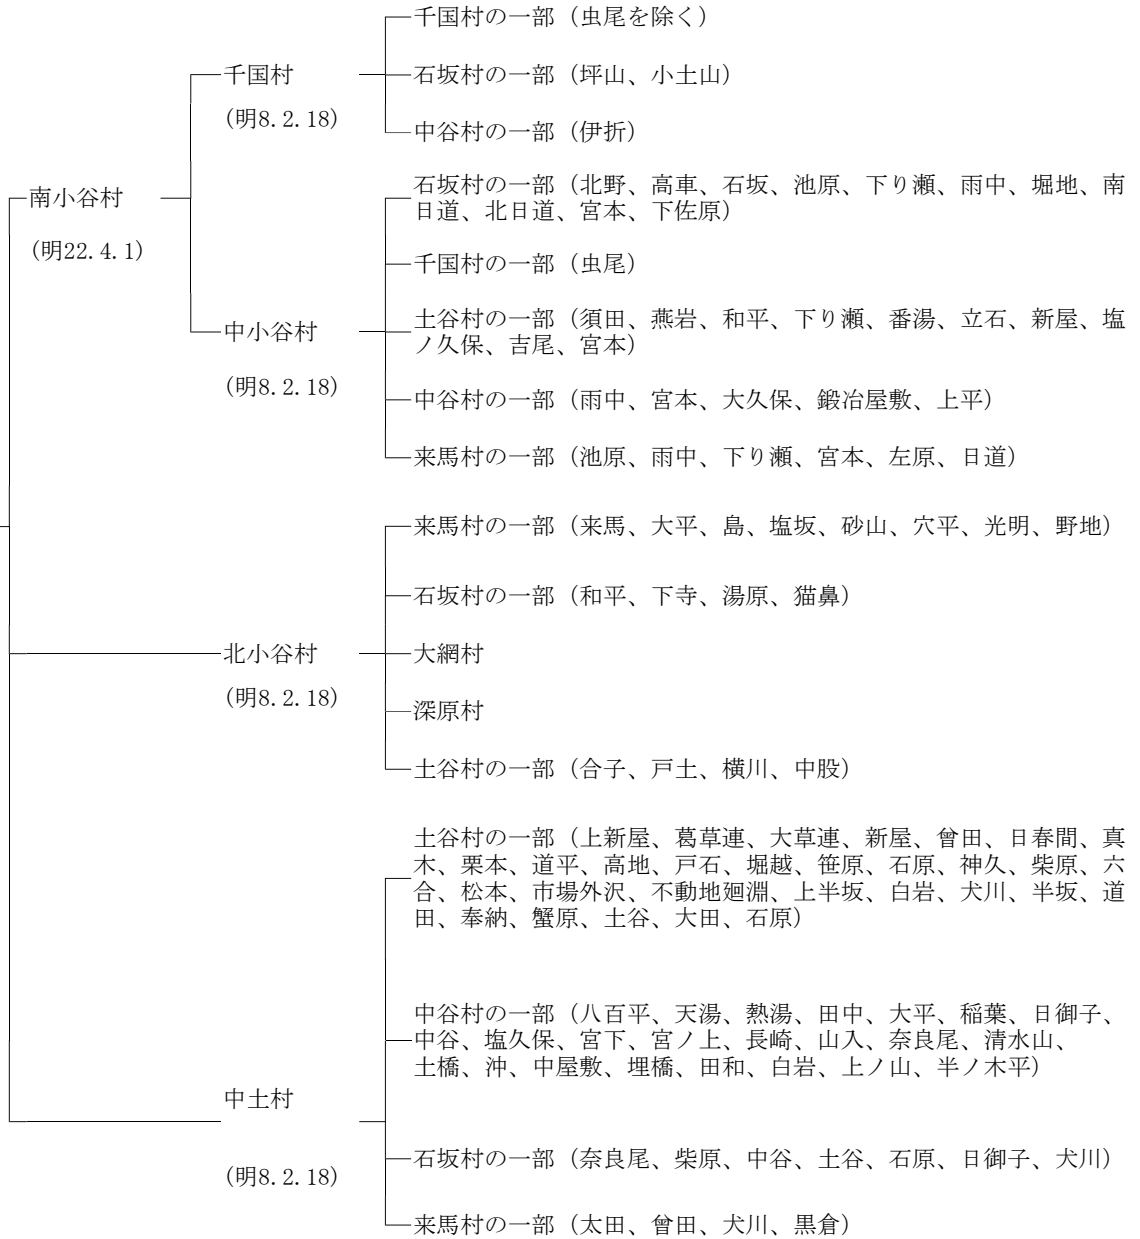 千国村の一部（虫尾を除く）
千国村
石坂村の一部（坪山、小土山）
(明8.2.18)
中谷村の一部（伊折）
南小谷村
(明22.4.1)
石坂村の一部（北野、高車、石坂、池原、下り瀬、雨中、堀地、南
日道、北日道、宮本、下佐原）
千国村の一部（虫尾）
中小谷村
(明8.2.18)
土谷村の一部（須田、燕岩、和平、下り瀬、番湯、立石、新屋、塩
ノ久保、吉尾、宮本）
中谷村の一部（雨中、宮本、大久保、鍛冶屋敷、上平）
来馬村の一部（池原、雨中、下り瀬、宮本、左原、日道）
来馬村の一部（来馬、大平、島、塩坂、砂山、穴平、光明、野地）
石坂村の一部（和平、下寺、湯原、猫鼻）
北小谷村
(明8.2.18)
大網村
深原村
土谷村の一部（合子、戸土、横川、中股）
土谷村の一部（上新屋、葛草連、大草連、新屋、曾田、日春間、真
木、栗本、道平、高地、戸石、堀越、笹原、石原、神久、柴原、六
合、松本、市場外沢、不動地廻淵、上半坂、白岩、犬川、半坂、道
田、奉納、蟹原、土谷、大田、石原）
中谷村の一部（八百平、天湯、熱湯、田中、大平、稲葉、日御子、
中谷、塩久保、宮下、宮ノ上、長崎、山入、奈良尾、清水山、
土橋、沖、中屋敷、埋橋、田和、白岩、上ノ山、半ノ木平）
中土村
(明8.2.18)
石坂村の一部（奈良尾、柴原、中谷、土谷、石原、日御子、犬川）
来馬村の一部（太田、曾田、犬川、黒倉）